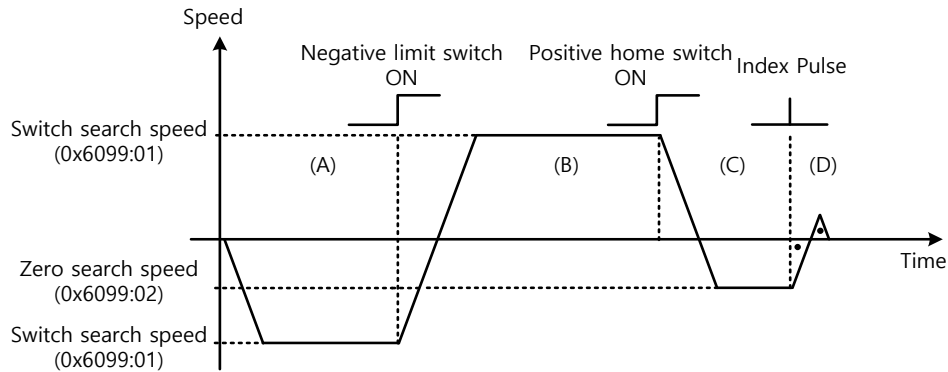 Speed
Negative limit switch
ON
Positive home switch
ON
Index Pulse
Switch search speed
(0x6099:01)
(A)
(B)
(C)
(D)
Time
Zero search speed
(0x6099:02)
Switch search speed
(0x6099:01)